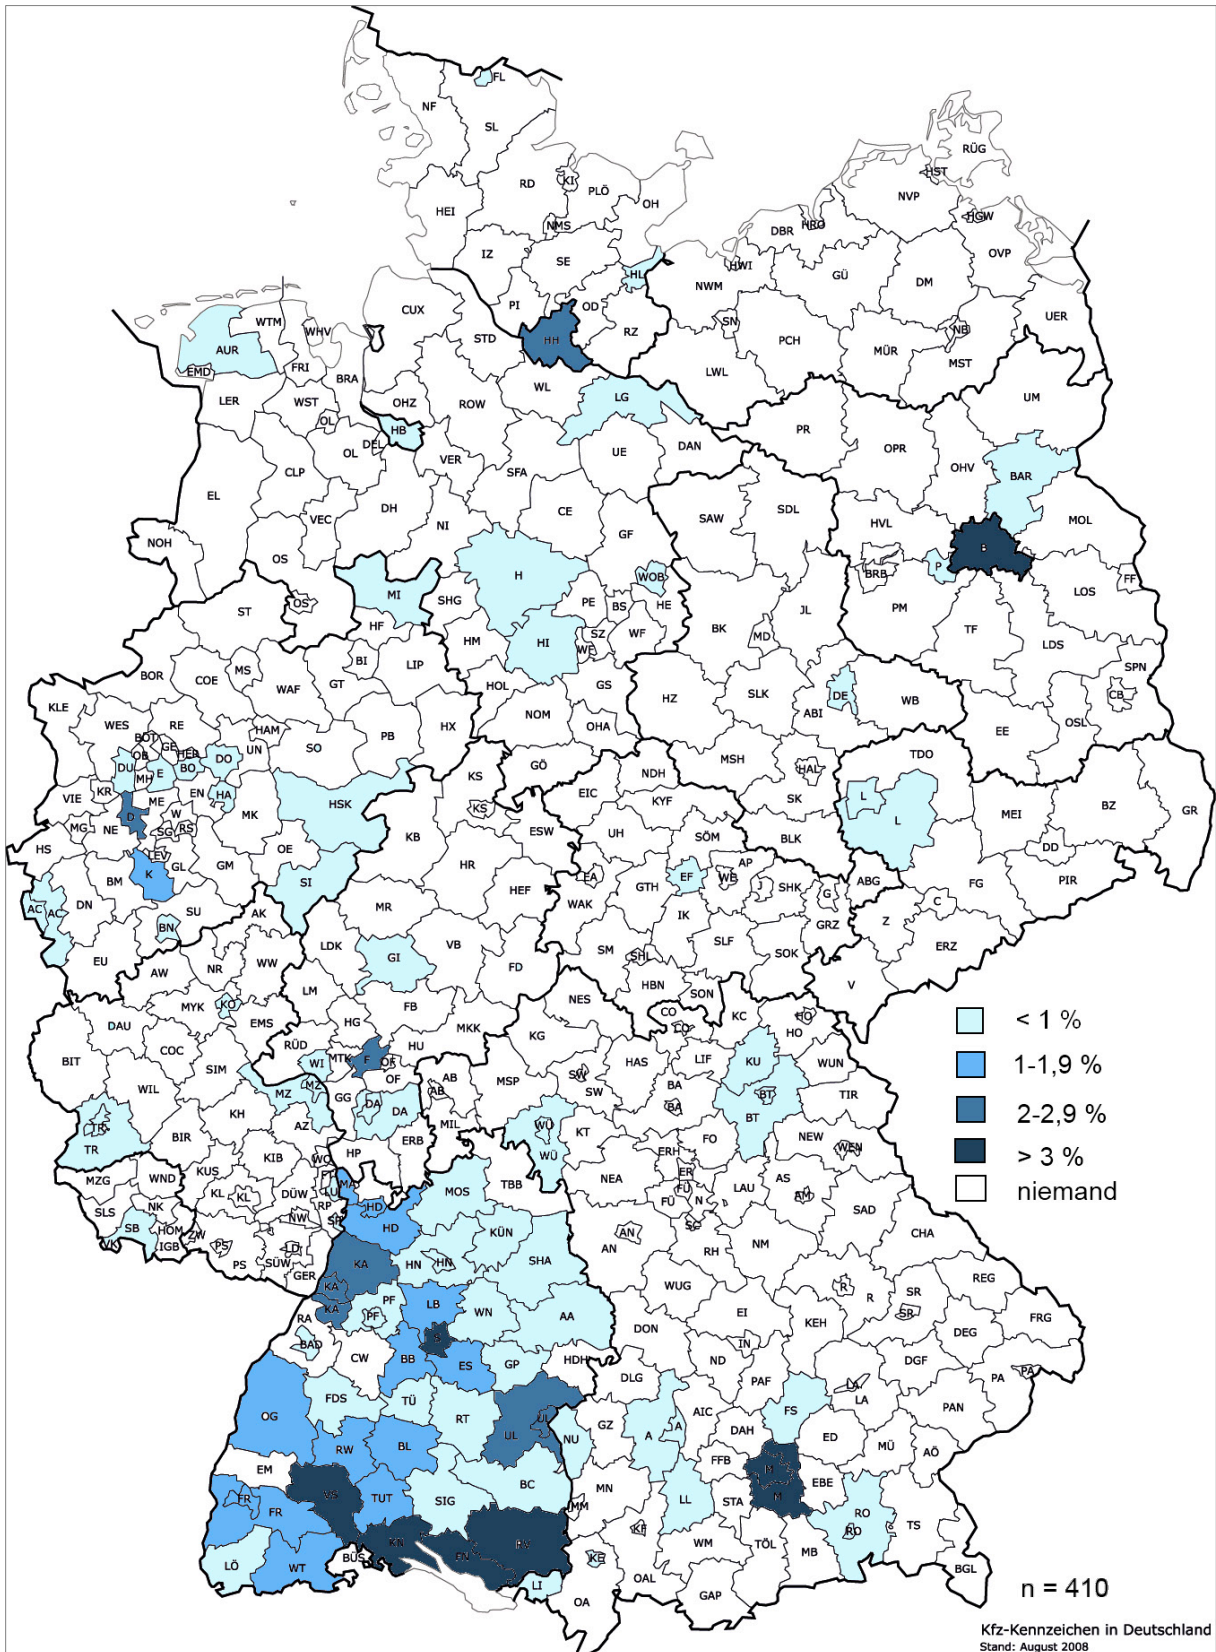 FL
NF
SL
RÜG
HST
RD
KI
PLÖ
OH
NVP
HEI
NMS
DBR
HRO
HGW
IZ
SE
OVP
HL
HWI
GÜ
DM
NWM
PI
OD
CUX
WTM
WHV
STD
RZ
SN
PCH
NB
UER
HH
AUR
MÜR
MST
EMD
FRI
BRA
LWL
WL
LER
WST
OHZ
ROW
LG
UM
OL
HB
PR
OPR
DEL
OL
UE
DAN
OHV
VER
SFA
CLP
BAR
EL
DH
CE
SAW
SDL
VEC
NI
HVL
MOL
GF
NOH
OS
B
H
P
BRB
FF
WOB
MI
SHG
LOS
ST
OS
PE
BS
HE
JL
PM
HF
SZ
WF
BK
MD
TF
HM
HI
WF
LDS
BI
LIP
BOR
COE
MS
GT
WAF
HOL
GS
HZ
SLK
DE
WB
SPN
CB
KLE
NOM
ABI
OSL
WES
RE
HAM
HX
OHA
EE
BOT
GE
HER
UN
SO
PB
OB
DO
MSH
TDO
DU
MH
E
BO
GÖ
HAL
KS
NDH
KR
EN
HA
HSK
EIC
L
VIE
ME
SK
BZ
KS
KYF
GR
D
W
MK
MEI
MG
NE
SG
RS
UH
SÖM
L
KB
ESW
BLK
HS
LEV
OE
DD
K
GL
HR
BM
GM
EF
AP
PIR
SI
EA
WE
ABG
FG
DN
HEF
GTH
J
SHK
G
AC
AC
SU
MR
WAK
C
BN
AK
IK
GRZ
Z
LDK
VB
SM
SLF
ERZ
EU
WW
GI
SHL
SOK
NR
FD
AW
HBN
SON
V
LM
NES
KO
MYK
FB
CO
KC
HO
EMS
HG
MKK
KG
CO
HO
DAU
RÜD
HU
COC
MTK
F
OF
HAS
LIF
KU
WUN
BIT
WI
OF
AB
MSP
SW
SIM
BA
MZ
GG
AB
SW
BT
TIR
WIL
MZ
DA
DA
BA
KH
WÜ
BT
TR
AZ
MIL
KT
FO
NEW
BIR
ERB
TR
WÜ
ERH
WEN
KIB
WO
HP
ER
AS
MZG
WND
KUS
FT
MA
MOS
TBB
NEA
FÜ
LAU
KL
KL
DÜW
LU
HD
FÜ
N
AM
SLS
NK
RP
SAD
SB
NW
SP
HD
KÜN
AN
SC
CHA
HOM
ZW
VK
IGB
PS
LD
AN
RH
NM
SHA
PS
SÜW
KA
HN
HN
GER
REG
KA
WUG
R
R
SR
KA
PF
LB
WN
AA
SR
RA
PF
EI
KEH
FRG
S
DON
DEG
BAD
IN
CW
BB
ES
GP
HDH
ND
DGF
DLG
PA
PA
PAF
LA
FDS
TÜ
LA
OG
RT
UL
AIC
FS
PAN
UL
GZ
A
A
DAH
RW
BL
NU
ED
MÜ
AÖ
FFB
M
EM
BC
EBE
VS
MN
M
FR
TUT
SIG
MM
LL
STA
RO
FR
KF
RO
TS
KN
RV
WM
LÖ
BÜS
FN
TÖL
MB
WT
KE
LI
OAL
BGL
OA
GAP
< 1 %
1-1,9 %
2-2,9 %
> 3 %
niemand
n = 410
Kfz-Kennzeichen in Deutschland
Stand: August 2008